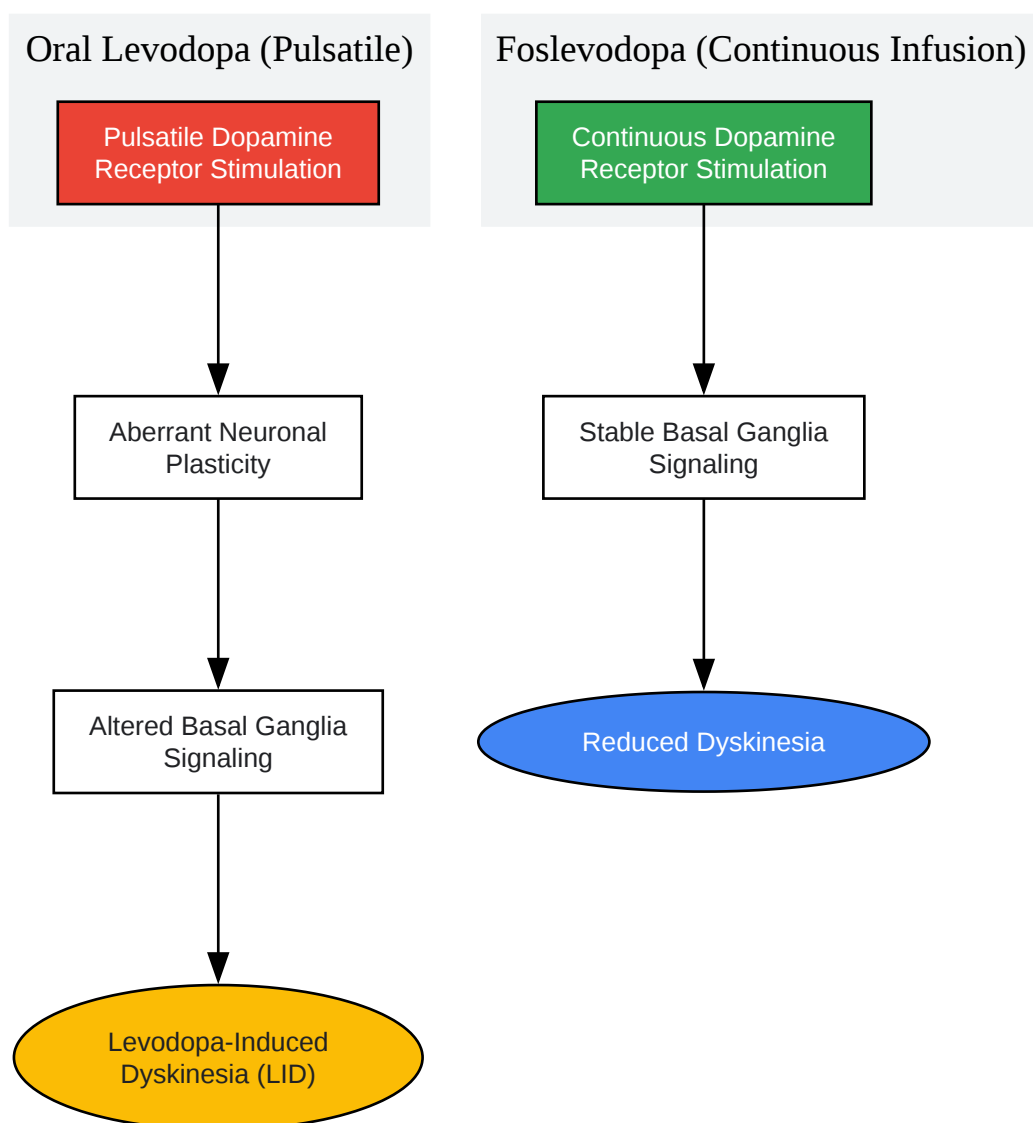 Oral Levodopa (Pulsatile)
Pulsatile Dopamine
Receptor Stimulation
Aberrant Neuronal
Plasticity
Altered Basal Ganglia
Signaling
Levodopa-Induced
Dyskinesia (LID)
Foslevodopa (Continuous Infusion)
Continuous Dopamine
Receptor Stimulation
Stable Basal Ganglia
Signaling
Reduced Dyskinesia